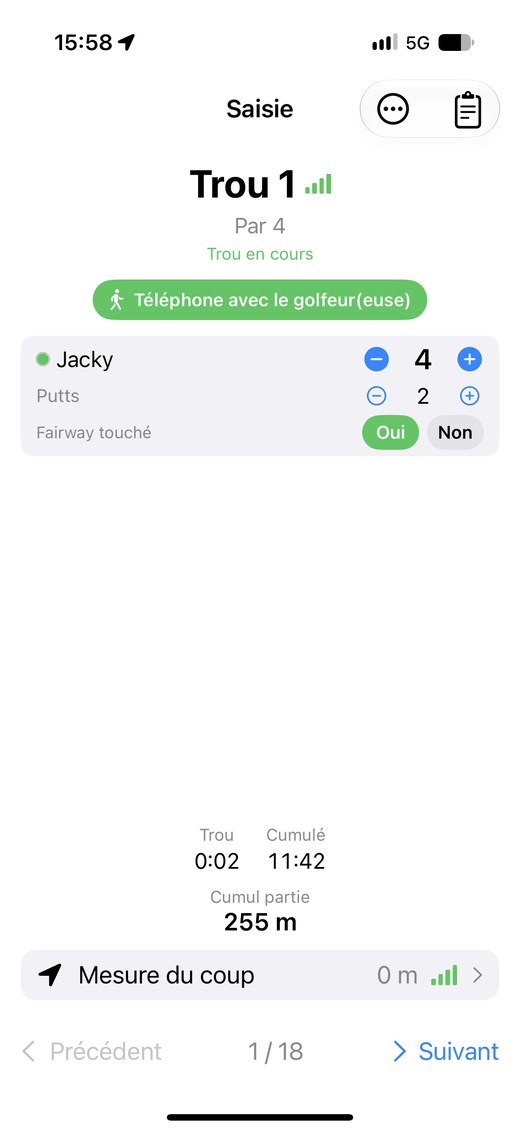 15:58 5G
Saisie
Trou 1
Par 4
Trou en cours
Téléphone avec le golfeur(euse)
Jacky 4
Putts 2
Fairway touché Oui Non
Trou Cumulé
0:02 11:42
Cumul partie
255 m
Mesure du coup 0 m
Précédent 1 / 18 Suivant